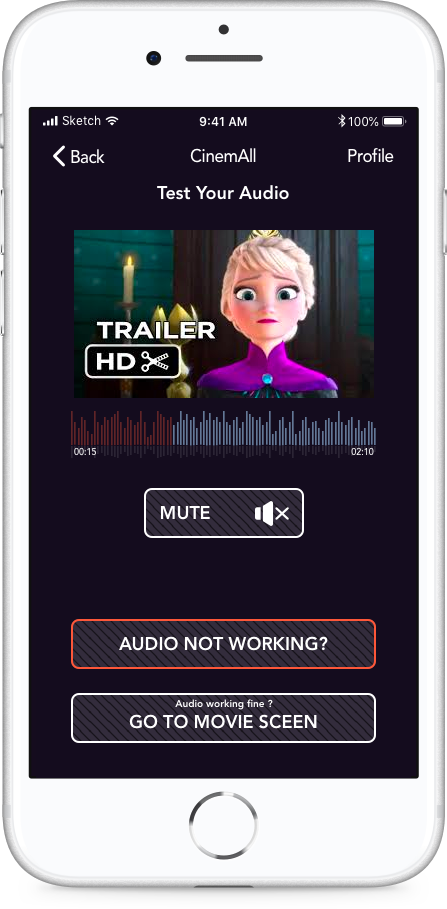 Sketch 9:41 AM 100%
Back CinemAll Profile
Test Your Audio
TRAILER
HD
00:15 02:10
MUTE
AUDIO NOT WORKING?
Audio working fine ?
GO TO MOVIE SCEEN